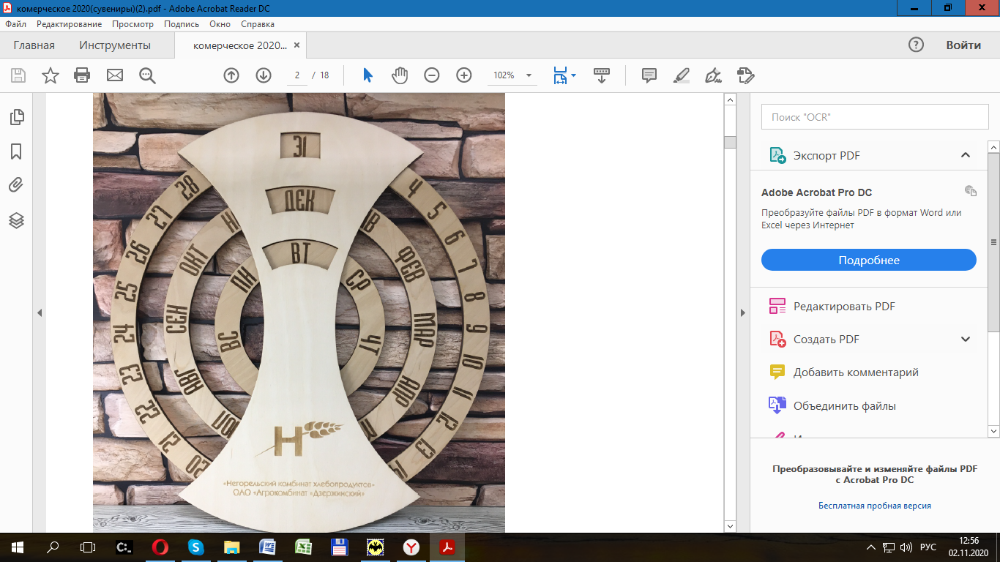 комерческое 2020(сувениры)(2).pdf - Adobe Acrobat Reader DC
Файл Редактирование Просмотр Подпись Окно Справка
Главная Инструменты комерческое 2020... × ? Войти
2 / 18 102%
Поиск "OCR"
Экспорт PDF
Adobe Acrobat Pro DC
Преобразуйте файлы PDF в формат Word или
Excel через Интернет
Подробнее
Редактировать PDF
Создать PDF
Добавить комментарий
Объединить файлы
Преобразовывайте и изменяйте файлы PDF
с Acrobat Pro DC
Бесплатная пробная версия
31
ДЕК
ВТ
28
27
26
25
24
23
22
21
20
4
5
6
7
8
9
10
11
12
13
ОКТ
СЕН
ФЕВ
МАР
АПР
ПН
ВС
СР
ЧТ
Н
«Негорельский комбинат хлебопродуктов»
ОАО «Агрокомбинат «Дзержинский»
C:\_
S
W
X
Y
РУС
12:56
02.11.2020